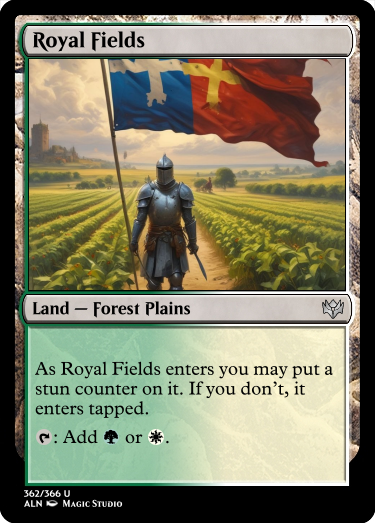 Royal Fields
Land — Forest Plains
As Royal Fields enters you may put a
stun counter on it. If you don't, it
enters tapped.
: Add or .
362/366 U
ALN Magic Studio